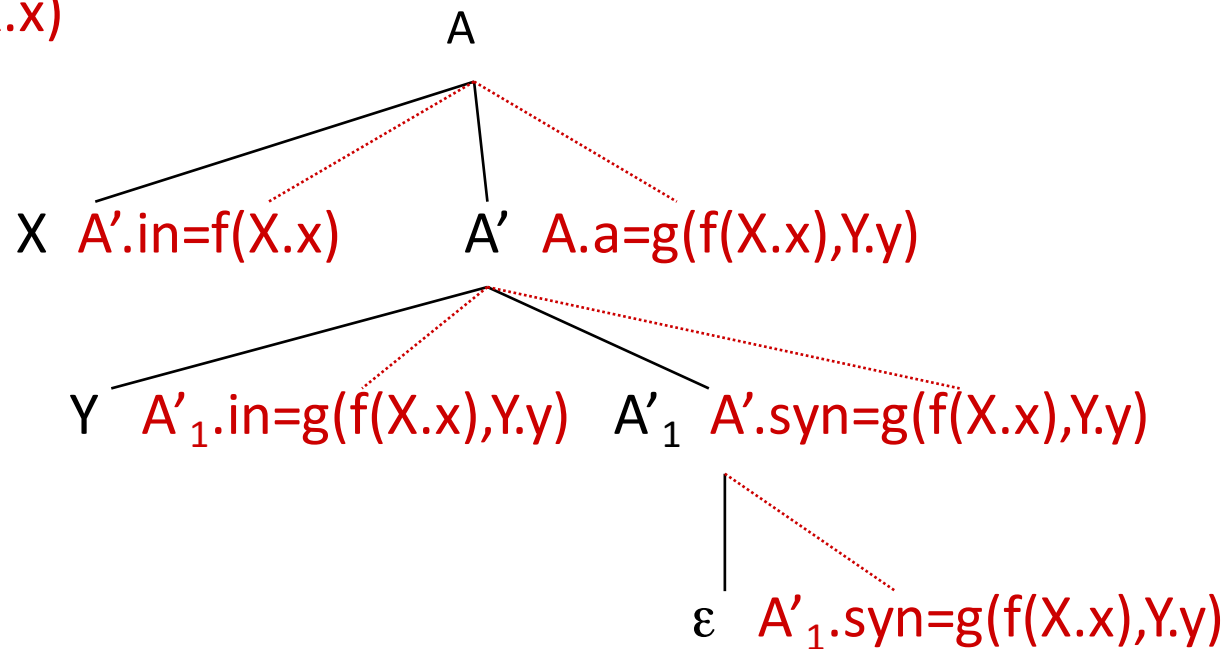 .x)
A
X A’.in=f(X.x) A’ A.a=g(f(X.x),Y.y)
Y A’₁.in=g(f(X.x),Y.y) A’₁ A’.syn=g(f(X.x),Y.y)
ε A’₁.syn=g(f(X.x),Y.y)